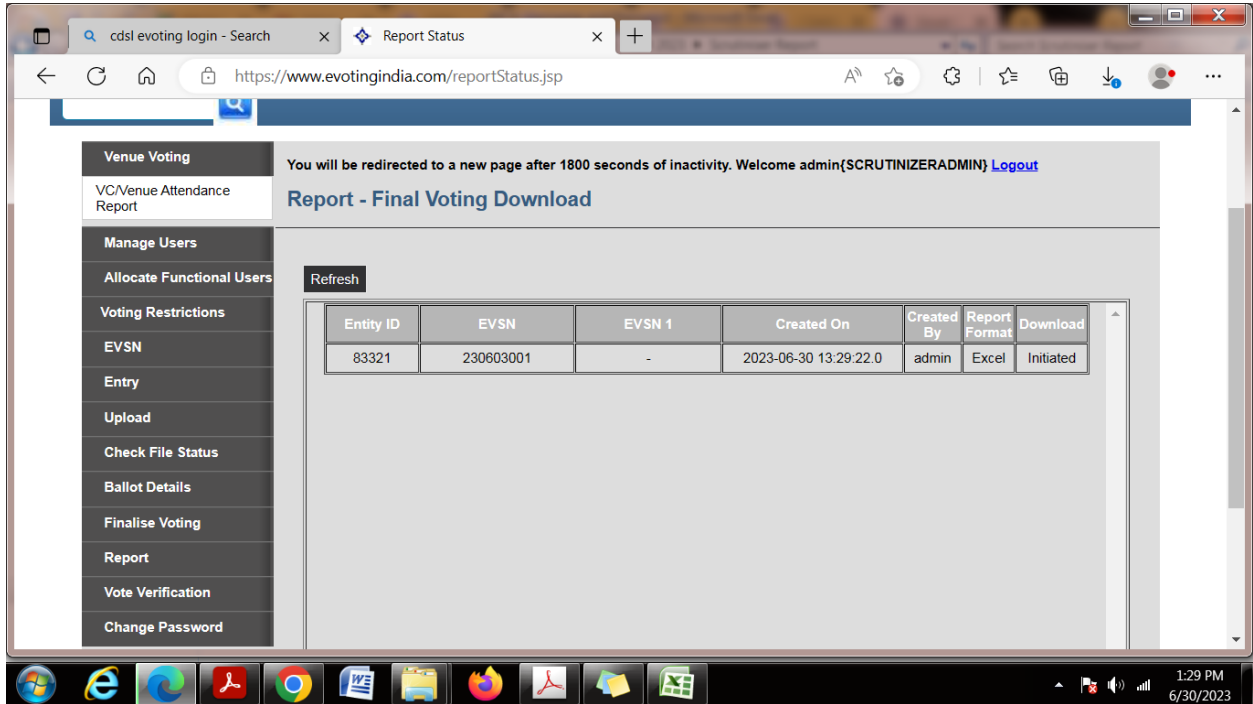 cdsl evoting login - Search
Report Status
https://www.evotingindia.com/reportStatus.jsp
Venue Voting
VC/Venue Attendance
Report
Manage Users
Allocate Functional Users
Voting Restrictions
EVSN
Entry
Upload
Check File Status
Ballot Details
Finalise Voting
Report
Vote Verification
Change Password
You will be redirected to a new page after 1800 seconds of inactivity. Welcome admin{SCRUTINIZERADMIN} Logout
Report - Final Voting Download
Refresh
Entity ID EVSN EVSN 1 Created On Created By Report Format Download
83321 230603001 - 2023-06-30 13:29:22.0 admin Excel Initiated
1:29 PM
6/30/2023